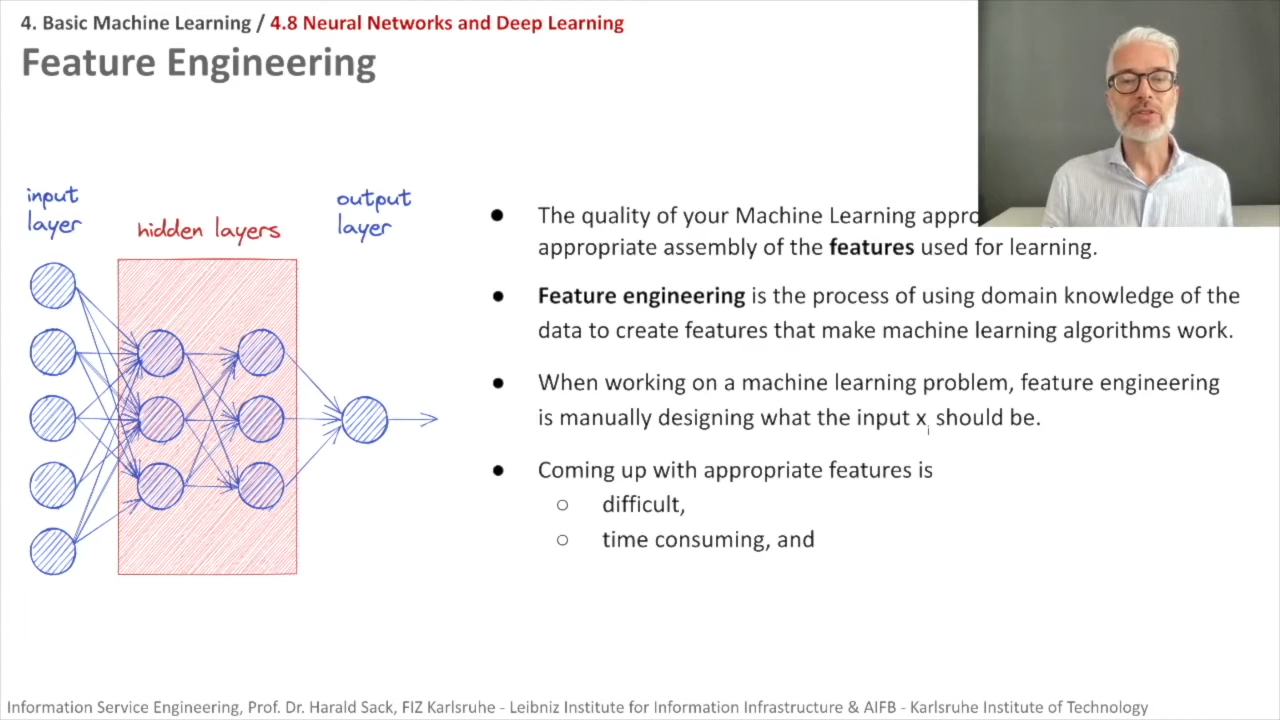 4. Basic Machine Learning / 4.8 Neural Networks and Deep Learning
Feature Engineering
input
layer
hidden layers
output
layer
● The quality of your Machine Learning
appropriate assembly of the features used for learning.
● Feature engineering is the process of using domain knowledge of the
data to create features that make machine learning algorithms work.
● When working on a machine learning problem, feature engineering
is manually designing what the input xᵢ should be.
● Coming up with appropriate features is
○ difficult,
○ time consuming, and
Information Service Engineering, Prof. Dr. Harald Sack, FIZ Karlsruhe - Leibniz Institute for Information Infrastructure & AIFB - Karlsruhe Institute of Technology